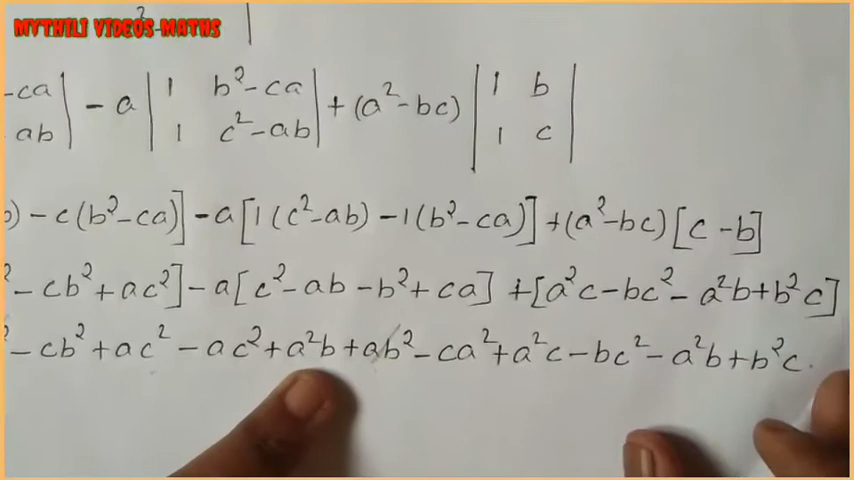 MYTHILI VIDEOS-MATHS
-ca| - a |1 b²-ca| + (a²-bc) |1 b|
ab| |1 c²-ab| |1 c|
) - c(b²-ca)] - a[1(c²-ab) - 1(b²-ca)] + (a²-bc) [c - b]
² - cb² + ac²] - a[c² - ab - b² + ca] + [a²c - bc² - a²b + b²c]
² - cb² + ac² - ac² + a²b + ab² - ca² + a²c - bc² - a²b + b²c.